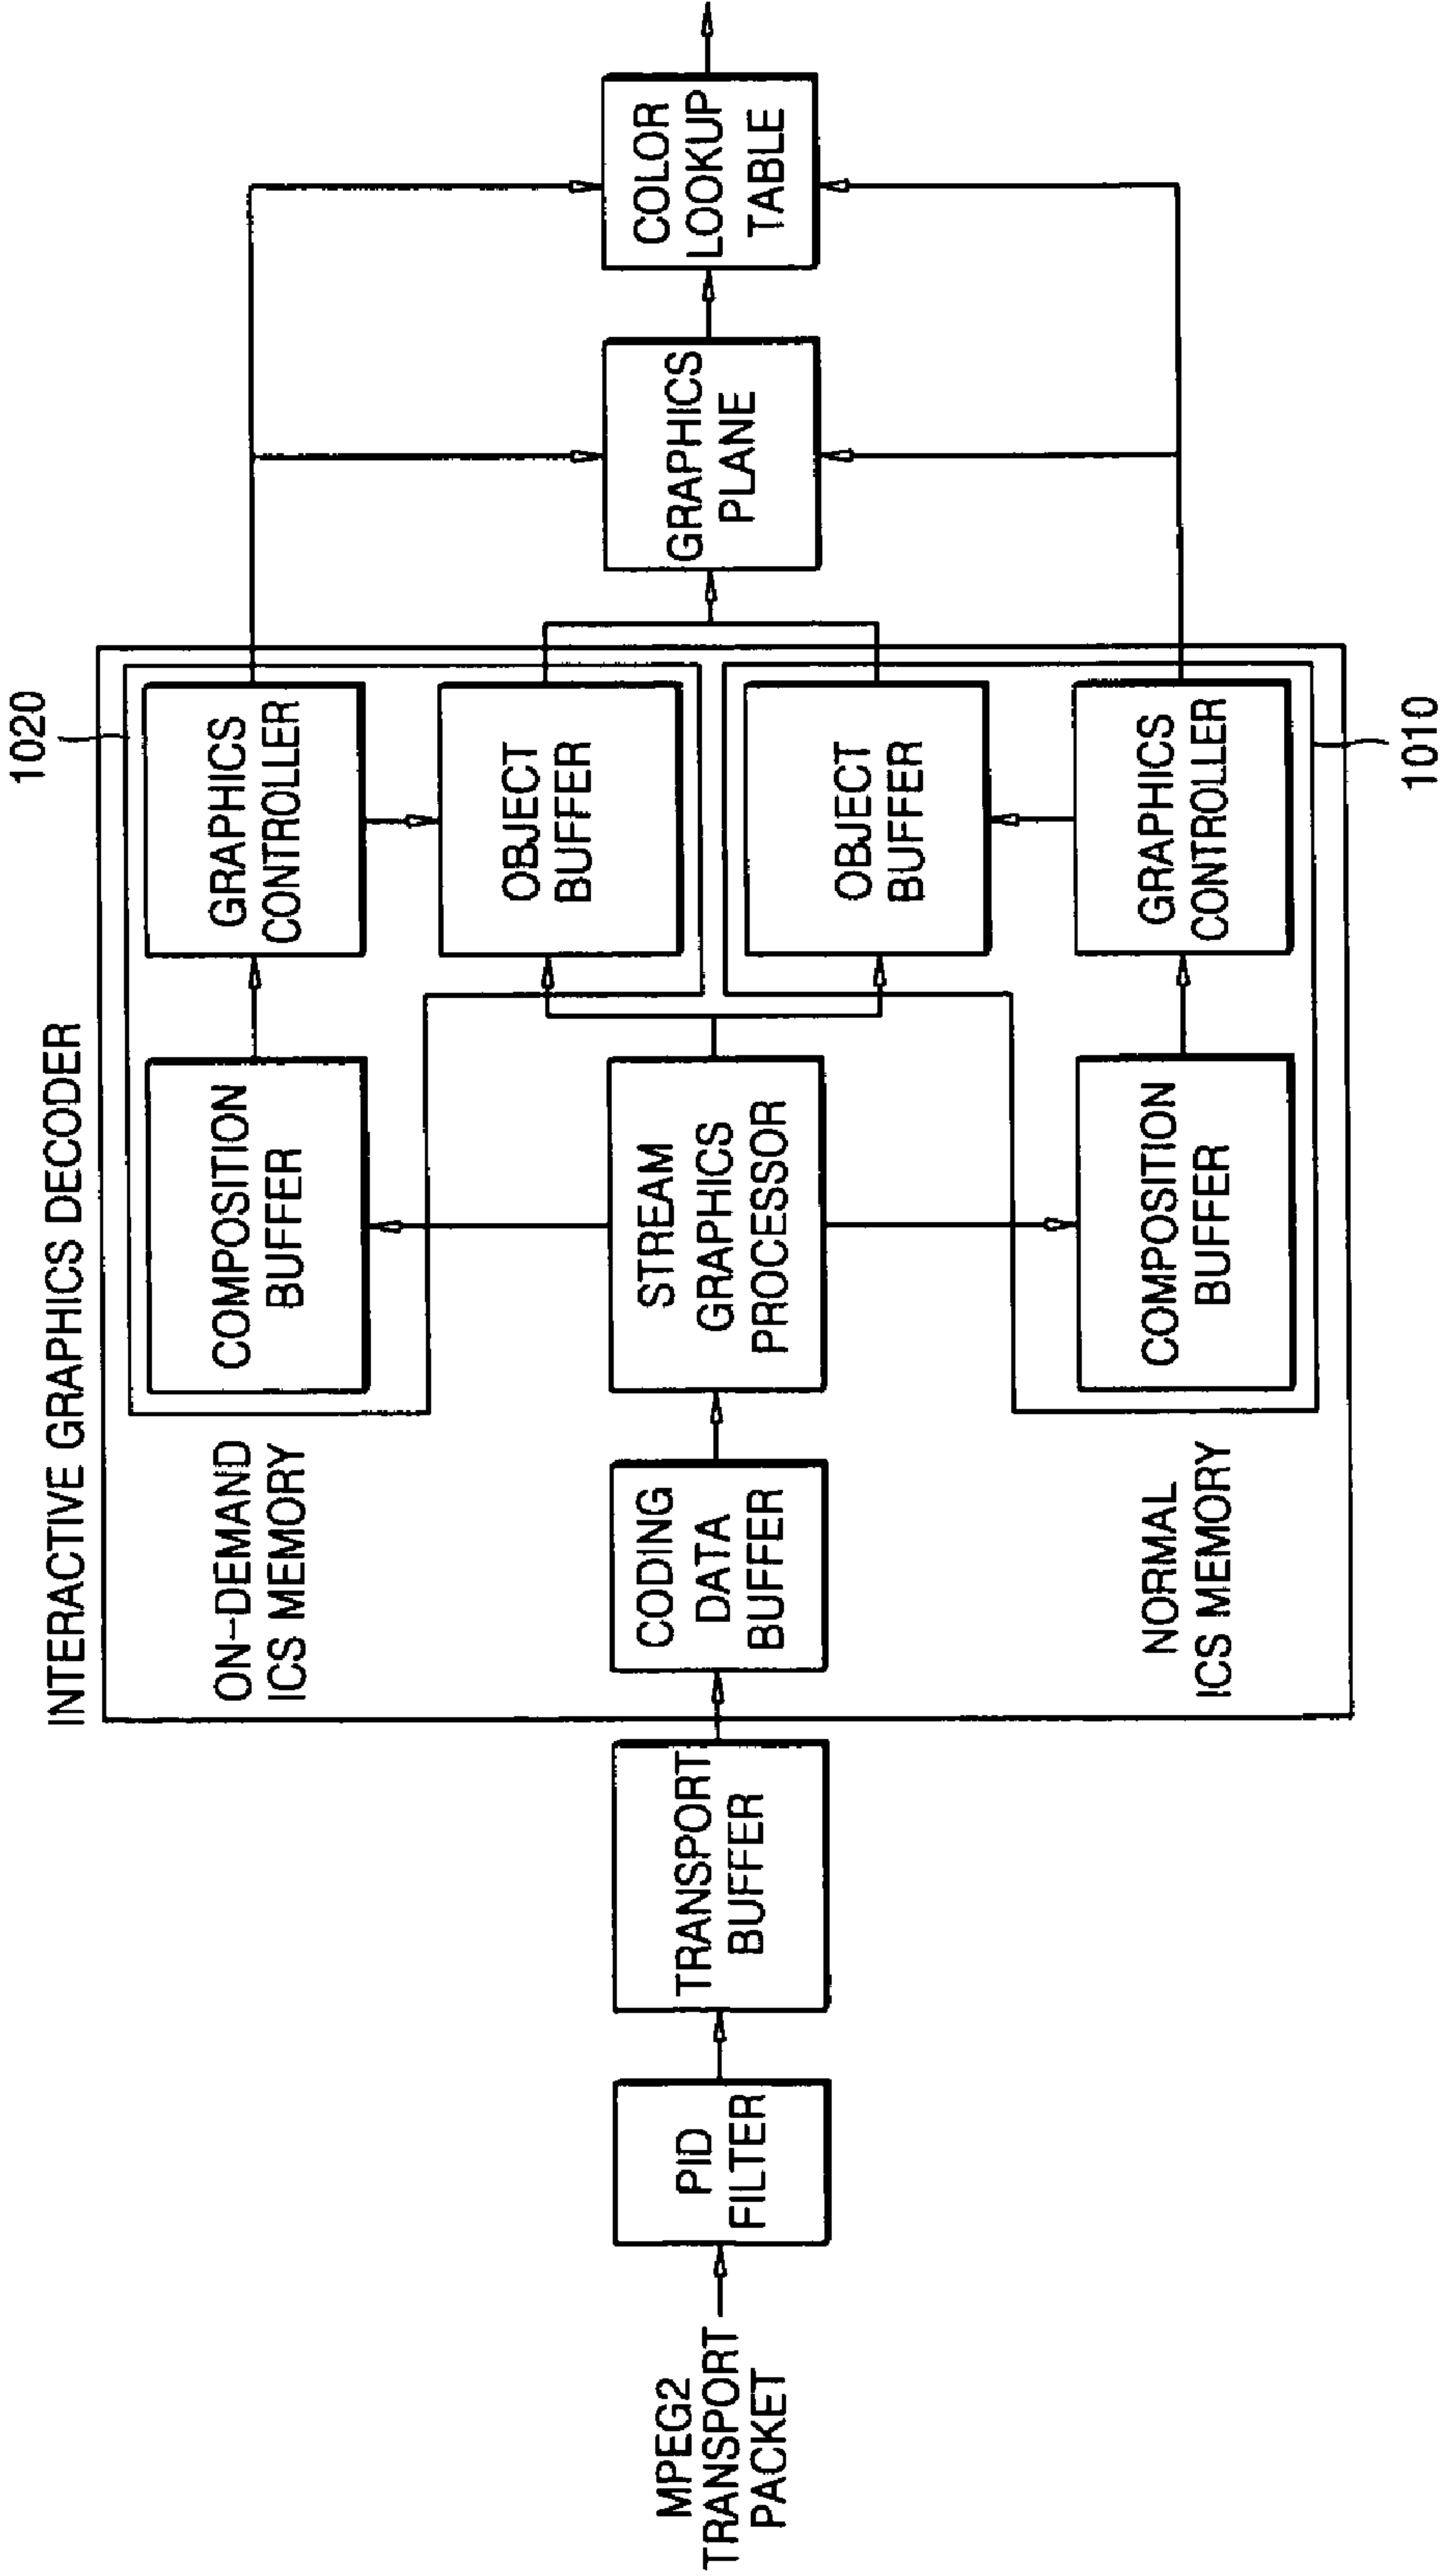 INTERACTIVE GRAPHICS DECODER
1020
ON-DEMAND
ICS MEMORY
COMPOSITION
BUFFER
GRAPHICS
CONTROLLER
OBJECT
BUFFER
MPEG2
TRANSPORT
PACKET
PID
FILTER
TRANSPORT
BUFFER
CODING
DATA
BUFFER
STREAM
GRAPHICS
PROCESSOR
GRAPHICS
PLANE
COLOR
LOOKUP
TABLE
OBJECT
BUFFER
NORMAL
ICS MEMORY
COMPOSITION
BUFFER
GRAPHICS
CONTROLLER
1010